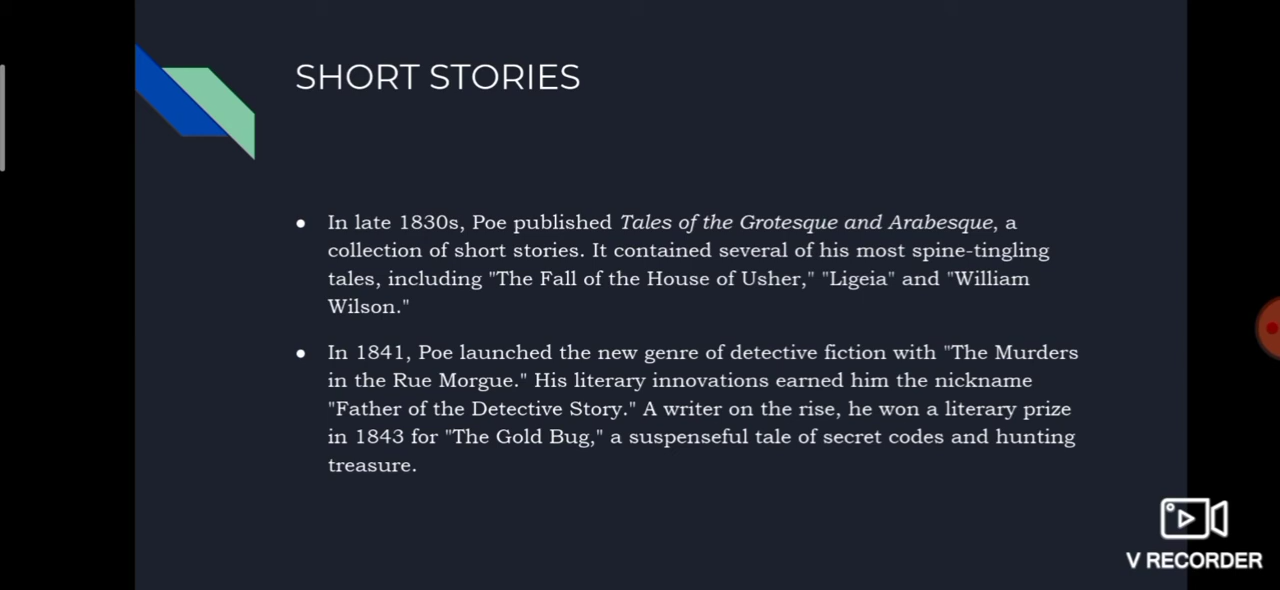 SHORT STORIES
● In late 1830s, Poe published Tales of the Grotesque and Arabesque, a
collection of short stories. It contained several of his most spine-tingling
tales, including "The Fall of the House of Usher," "Ligeia" and "William
Wilson."
● In 1841, Poe launched the new genre of detective fiction with "The Murders
in the Rue Morgue." His literary innovations earned him the nickname
"Father of the Detective Story." A writer on the rise, he won a literary prize
in 1843 for "The Gold Bug," a suspenseful tale of secret codes and hunting
treasure.
V RECORDER